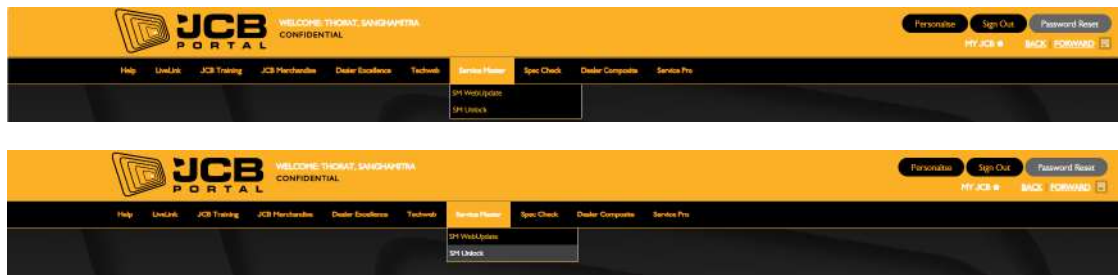 JCB
PORTAL
WELCOME: THORAT, SANGHAMITRA
CONFIDENTIAL
Personalise Sign Out Password Reset
MY JCB BACK FORWARD
Help LiveLink JCB Training JCB Merchandise Dealer Excellence Techweb Service Master Spec Check Dealer Composite Service Pro
SM WebUpdate
SM Unlock
JCB
PORTAL
WELCOME: THORAT, SANGHAMITRA
CONFIDENTIAL
Personalise Sign Out Password Reset
MY JCB BACK FORWARD
Help LiveLink JCB Training JCB Merchandise Dealer Excellence Techweb Service Master Spec Check Dealer Composite Service Pro
SM WebUpdate
SM Unlock